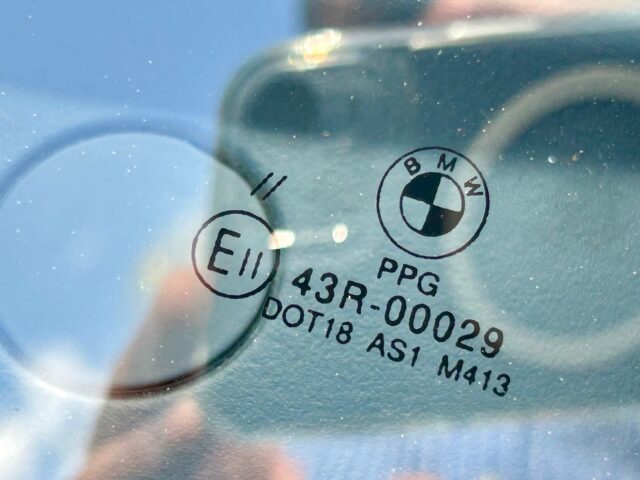 //
BMW
E11
PPG
43R-00029
DOT18 AS1 M413